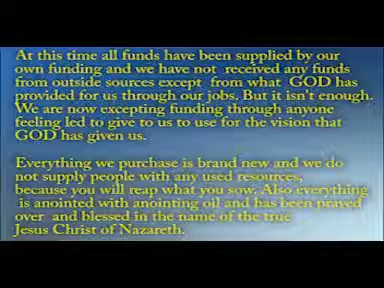 At this time all funds have been supplied by our
own funding and we have not received any funds
from outside sources except from what GOD has
provided for us through our jobs. But it isn't enough.
We are now excepting funding through anyone
feeling led to give to us to use for the vision that
GOD has given us.
Everything we purchase is brand new and we do
not supply people with any used resources,
because you will reap what you sow. Also everything
is anointed with anointing oil and has been prayed
over and blessed in the name of the true
Jesus Christ of Nazareth.